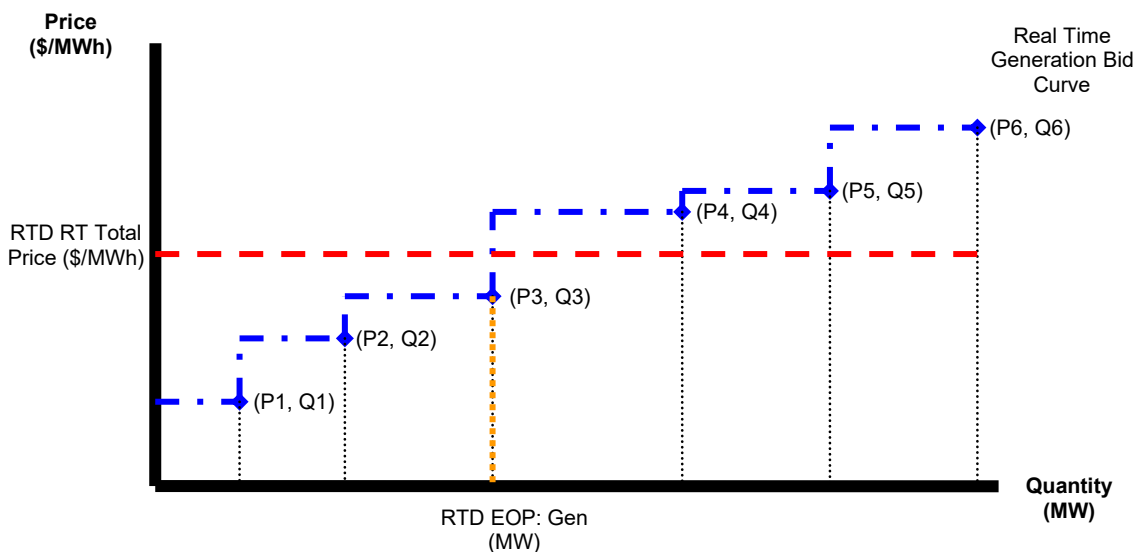 Price
($/MWh)
Real Time
Generation Bid
Curve
(P6, Q6)
(P5, Q5)
(P4, Q4)
RTD RT Total
Price ($/MWh)
(P3, Q3)
(P2, Q2)
(P1, Q1)
Quantity
(MW)
RTD EOP: Gen
(MW)